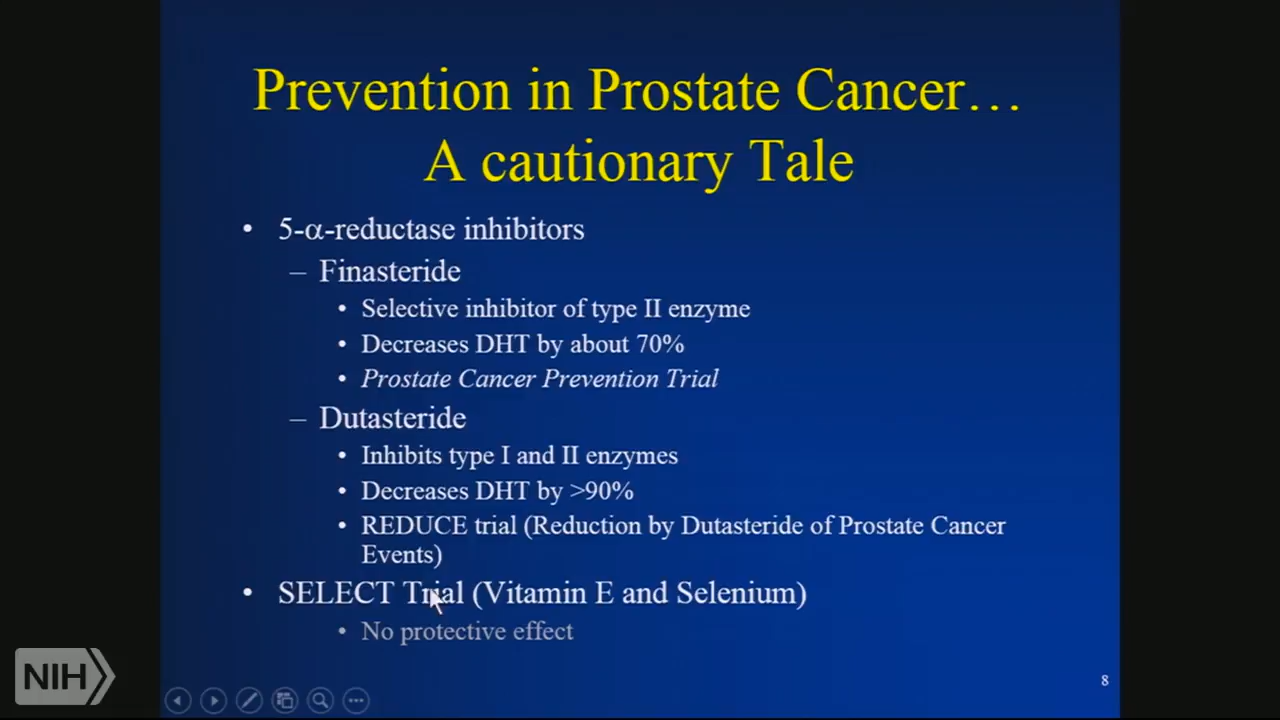 Prevention in Prostate Cancer…
A cautionary Tale
• 5-α-reductase inhibitors
– Finasteride
• Selective inhibitor of type II enzyme
• Decreases DHT by about 70%
• Prostate Cancer Prevention Trial
– Dutasteride
• Inhibits type I and II enzymes
• Decreases DHT by >90%
• REDUCE trial (Reduction by Dutasteride of Prostate Cancer
Events)
• SELECT Trial (Vitamin E and Selenium)
• No protective effect
NIH
8